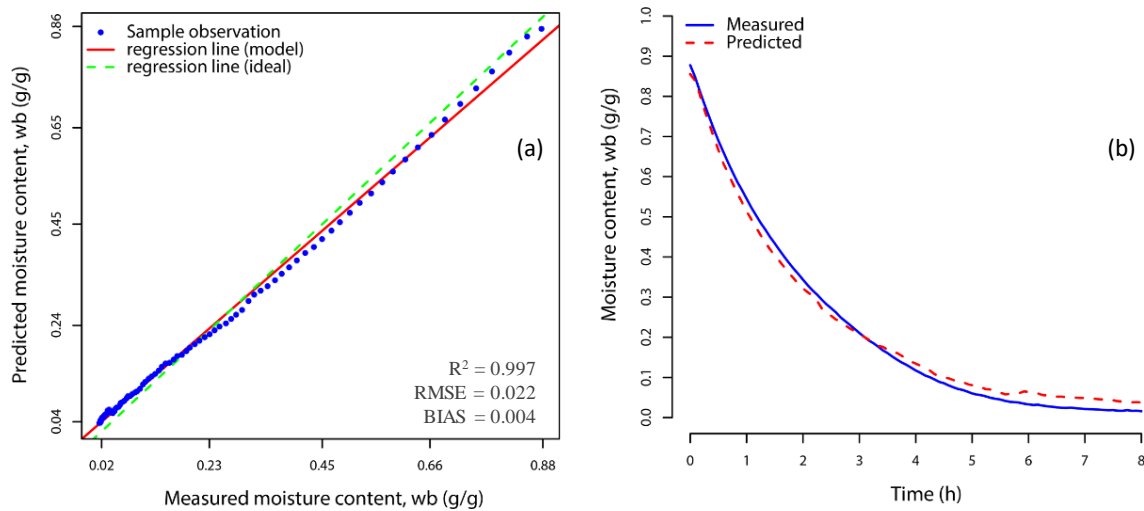 Predicted moisture content, wb (g/g)
0.86
0.65
0.45
0.24
0.04
Sample observation
regression line (model)
regression line (ideal)
(a)
R² = 0.997
RMSE = 0.022
BIAS = 0.004
0.02 0.23 0.45 0.66 0.88
Measured moisture content, wb (g/g)
Moisture content, wb (g/g)
1.0
0.9
0.8
0.7
0.6
0.5
0.4
0.3
0.2
0.1
0.0
Measured
Predicted
(b)
0 1 2 3 4 5 6 7 8
Time (h)